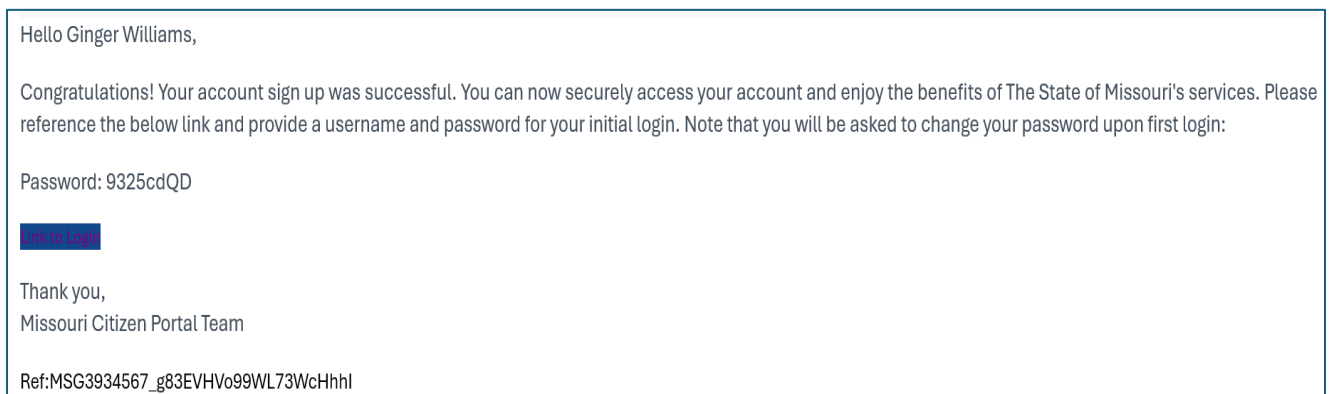 Hello Ginger Williams,
Congratulations! Your account sign up was successful. You can now securely access your account and enjoy the benefits of The State of Missouri's services. Please
reference the below link and provide a username and password for your initial login. Note that you will be asked to change your password upon first login:
Password: 9325cdQD
Link to Login
Thank you,
Missouri Citizen Portal Team
Ref:MSG3934567_g83EVHVo99WL73WcHhhl